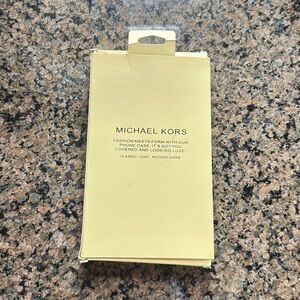 MICHAEL KORS
FASHION MEETS FORM WITH OUR
PHONE CASE. IT'S GOT YOU
COVERED AND LOOKING LUXE.
CLASSIC. CHIC. MICHAEL KORS